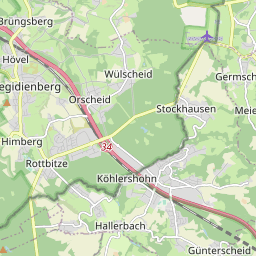 Brüngsberg
Hövel
Wülscheid
Germsch
egidienberg
Orscheid
Stockhausen
Meie
Himberg
34
Rottbitze
Köhlershohn
Hallerbach
Günterscheid